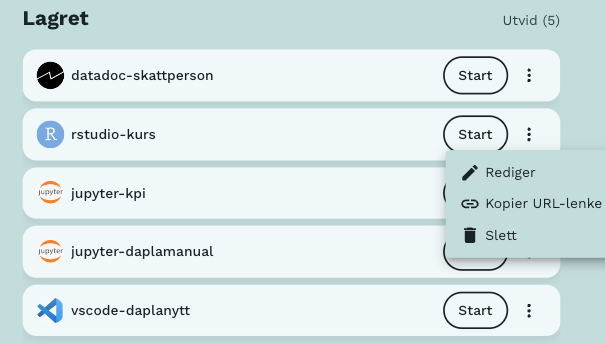 Lagret
Utvid (5)
datadoc-skattperson
Start
R
rstudio-kurs
Start
Rediger
jupyter
jupyter-kpi
Kopier URL-lenke
Slett
jupyter
jupyter-daplamanual
vscode-daplanytt
Start